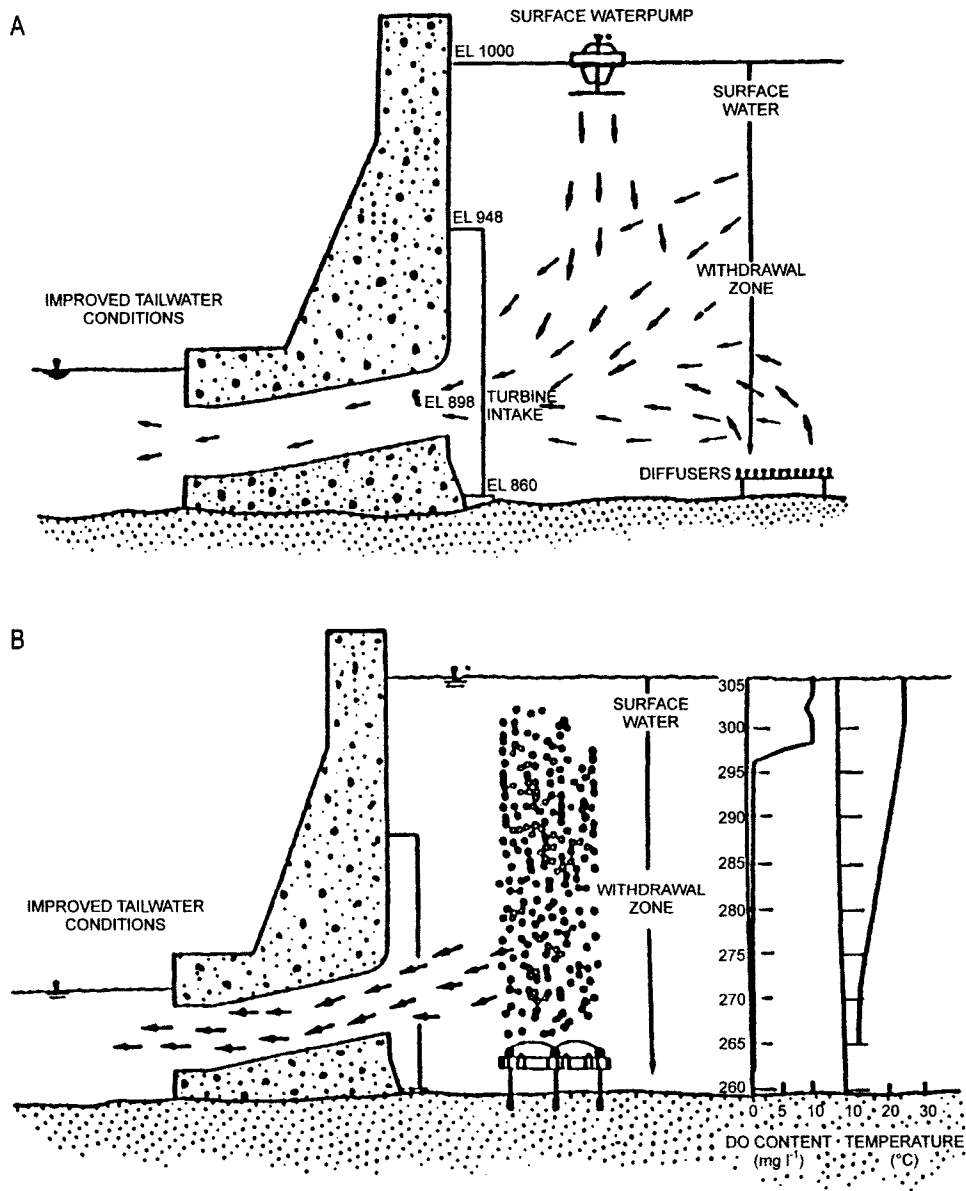 A
SURFACE WATERPUMP
EL 1000
SURFACE
WATER
EL 948
WITHDRAWAL
ZONE
IMPROVED TAILWATER
CONDITIONS
EL 898
TURBINE
INTAKE
DIFFUSERS
EL 860
B
SURFACE
WATER
305
300
295
290
285
280
275
270
265
260
WITHDRAWAL
ZONE
IMPROVED TAILWATER
CONDITIONS
0 5 10 10 20 30
DO CONTENT TEMPERATURE
(mg l⁻¹) (°C)